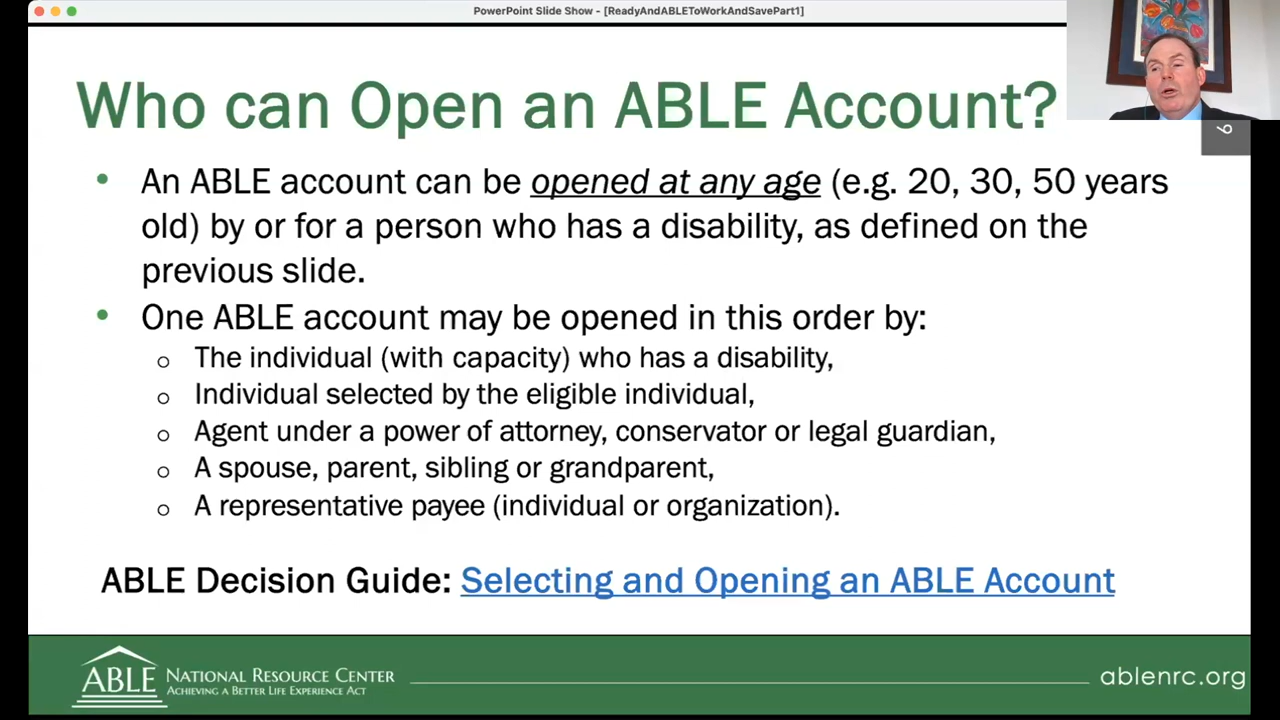 PowerPoint Slide Show - [ReadyAndABLEToWorkAndSavePart1]
Who can Open an ABLE Account?
9
• An ABLE account can be opened at any age (e.g. 20, 30, 50 years
old) by or for a person who has a disability, as defined on the
previous slide.
• One ABLE account may be opened in this order by:
o The individual (with capacity) who has a disability,
o Individual selected by the eligible individual,
o Agent under a power of attorney, conservator or legal guardian,
o A spouse, parent, sibling or grandparent,
o A representative payee (individual or organization).
ABLE Decision Guide: Selecting and Opening an ABLE Account
ABLE NATIONAL RESOURCE CENTER
ACHIEVING A BETTER LIFE EXPERIENCE ACT
ablenrc.org